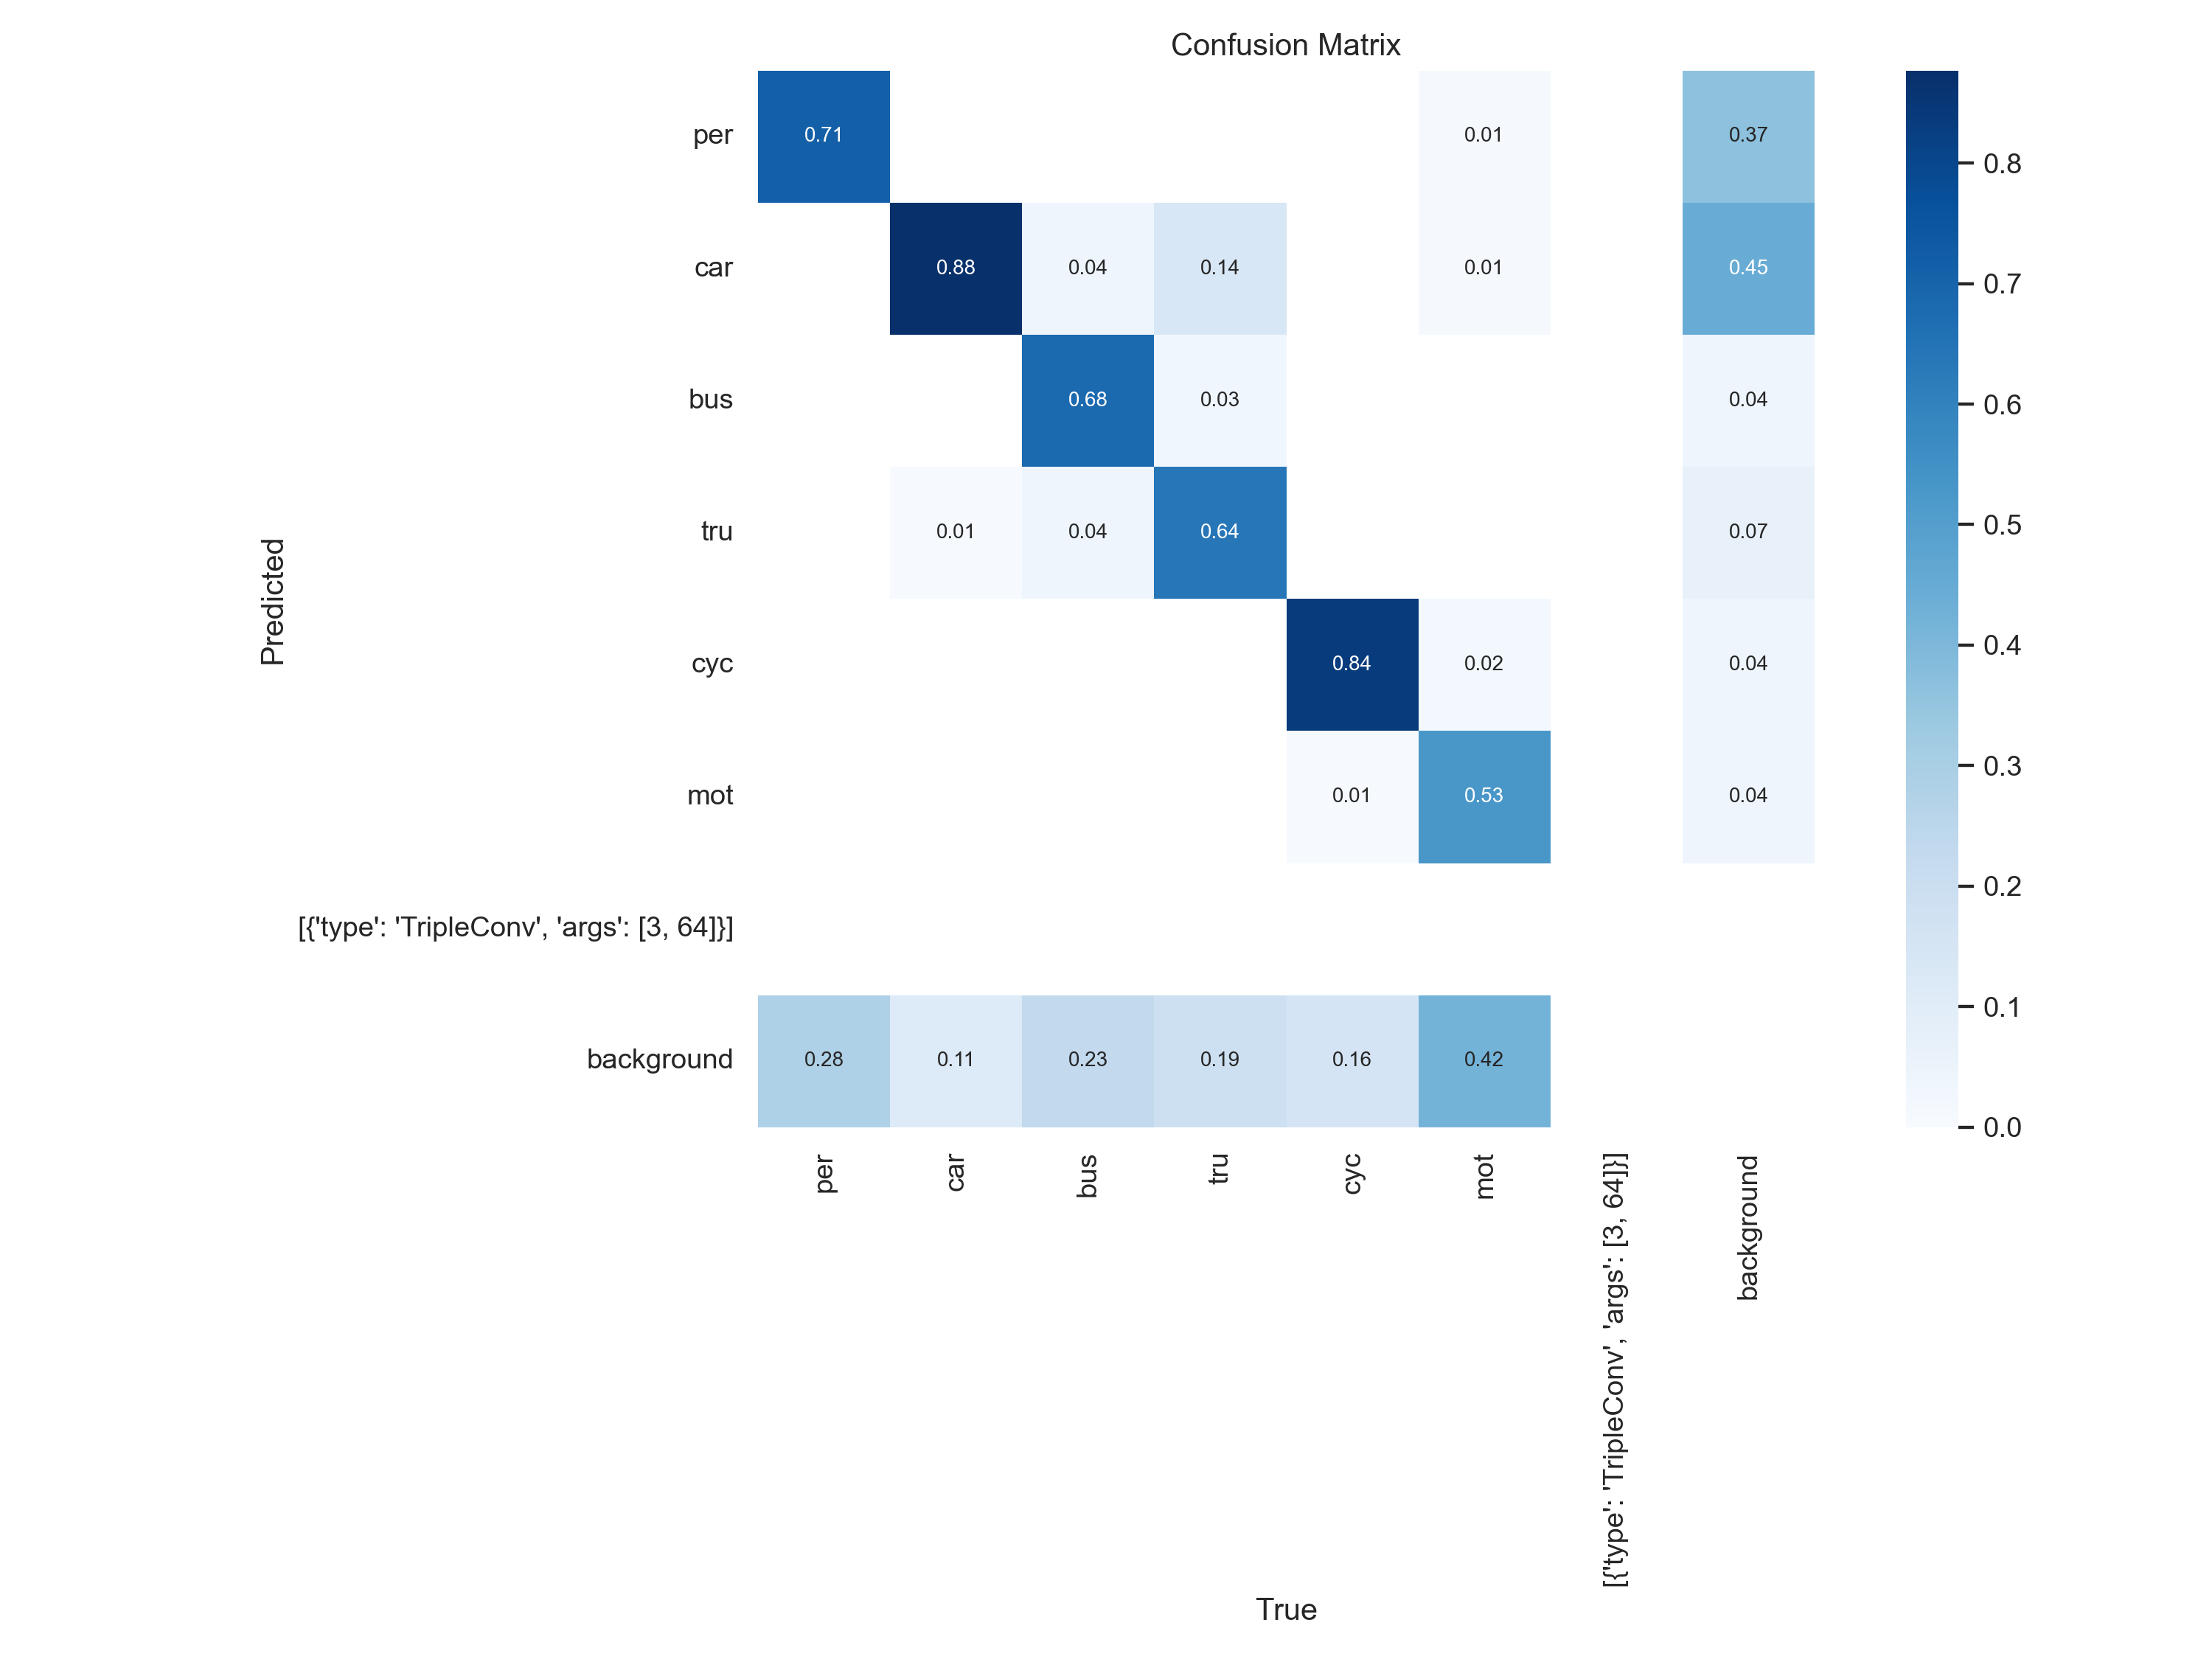 Confusion Matrix
per
0.71
0.01
0.37
0.8
car
0.88
0.04
0.14
0.01
0.45
0.7
bus
0.68
0.03
0.04
0.6
tru
0.01
0.04
0.64
0.07
0.5
Predicted
cyc
0.84
0.02
0.04
0.4
mot
0.01
0.53
0.04
0.3
[{'type': 'TripleConv', 'args': [3, 64]}]
0.2
background
0.28
0.11
0.23
0.19
0.16
0.42
0.1
0.0
per
car
bus
tru
cyc
mot
[{'type': 'TripleConv', 'args': [3, 64]}]
background
True